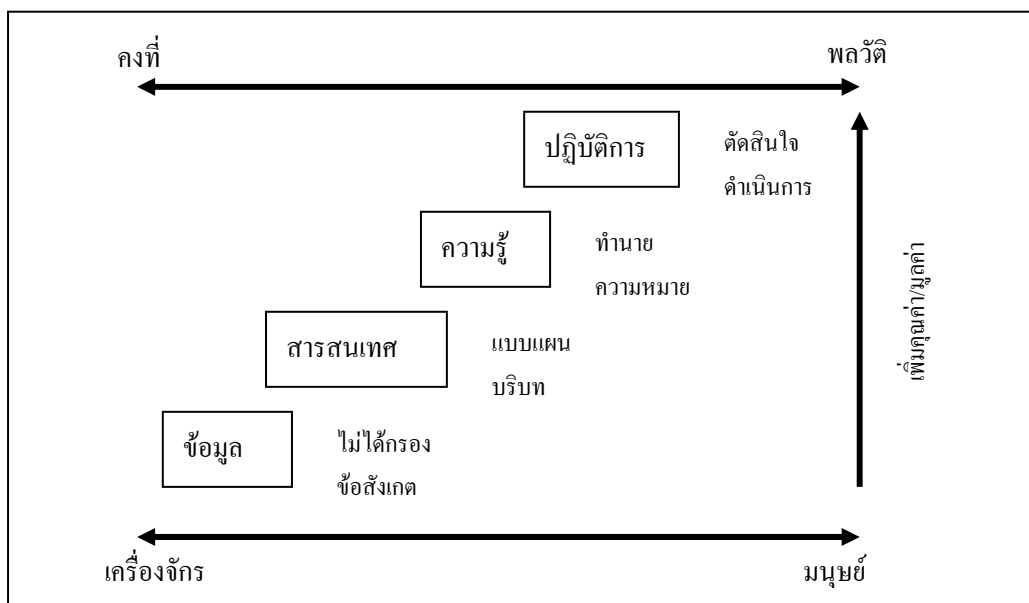 คงที่
พลวัติ
ปฏิบัติการ
ตัดสินใจ
ดำเนินการ
ความรู้
ทำนาย
ความหมาย
เพิ่มคุณค่า/มูลค่า
สารสนเทศ
แบบแผน
บริบท
ข้อมูล
ไม่ได้กรอง
ข้อสังเกต
เครื่องจักร
มนุษย์